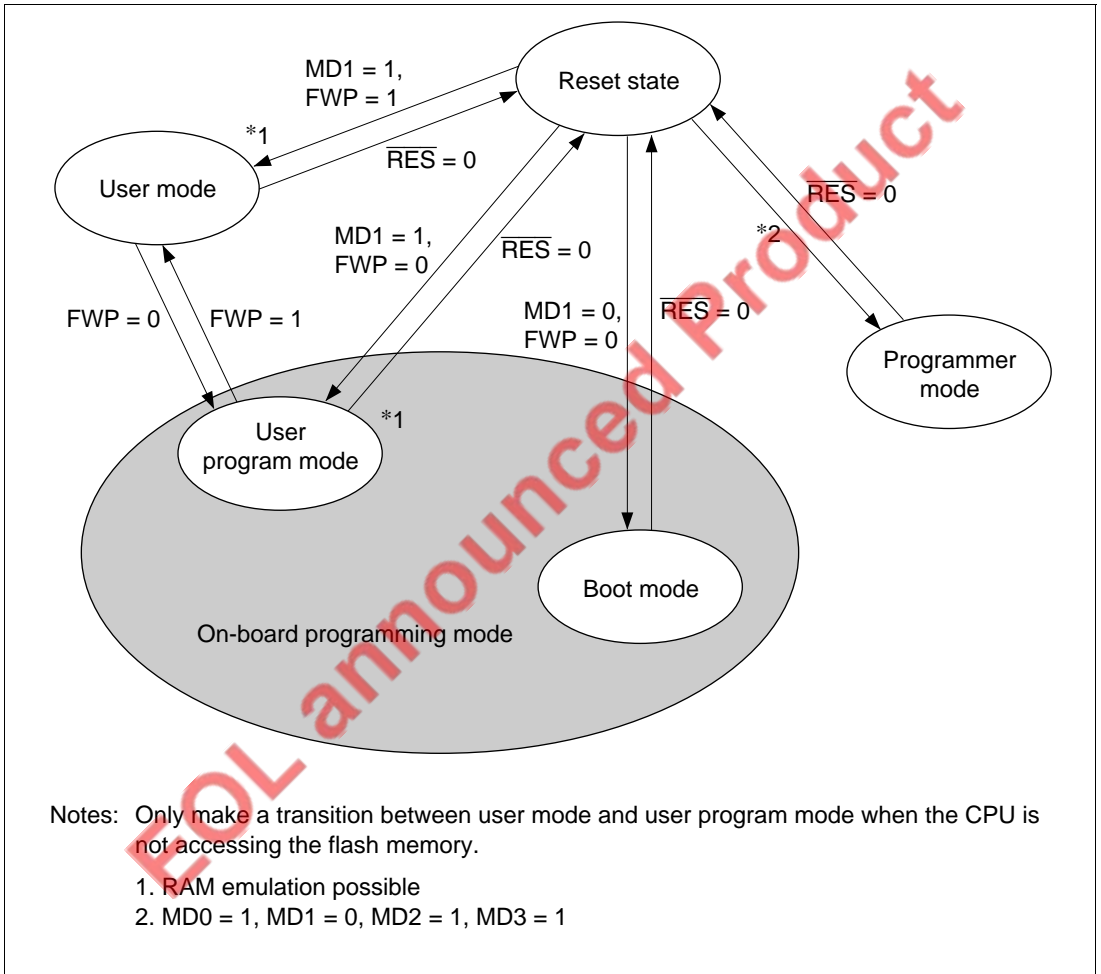 Reset state
MD1 = 1,
FWP = 1
*1
RES = 0
User mode
MD1 = 1,
FWP = 0
RES = 0
*2
RES = 0
FWP = 0
FWP = 1
MD1 = 0,
FWP = 0
RES = 0
Programmer
mode
User
program mode
*1
Boot mode
On-board programming mode
EOL announced Product
Notes: Only make a transition between user mode and user program mode when the CPU is
not accessing the flash memory.
1. RAM emulation possible
2. MD0 = 1, MD1 = 0, MD2 = 1, MD3 = 1